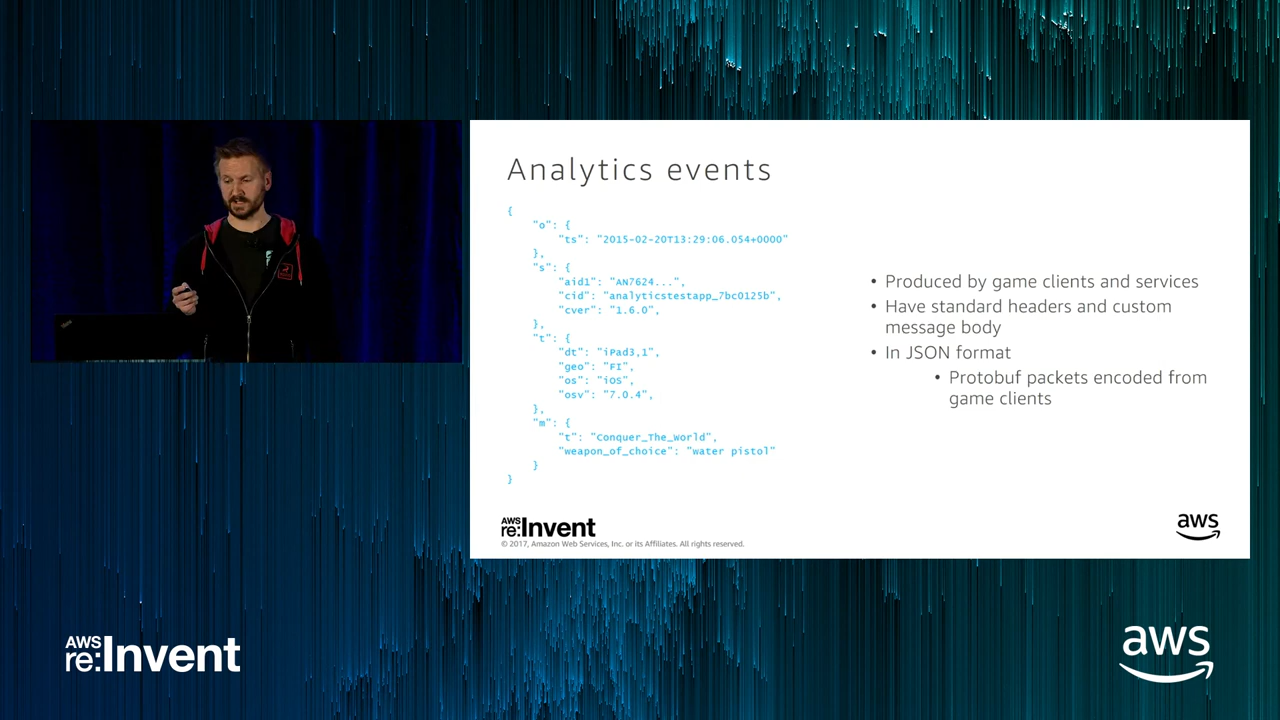 Analytics events
{
"o": {
"ts": "2015-02-20T13:29:06.054+0000"
},
"s": {
"aid1": "AN7624...",
"cid": "analyticstestapp_7bc0125b",
"cver": "1.6.0",
},
"t": {
"dt": "iPad3,1",
"geo": "FI",
"os": "iOS",
"osv": "7.0.4",
},
"m": {
"t": "Conquer_The_World",
"weapon_of_choice": "water pistol"
}
}
• Produced by game clients and services
• Have standard headers and custom
message body
• In JSON format
• Protobuf packets encoded from
game clients
AWS
re:Invent
© 2017, Amazon Web Services, Inc. or its Affiliates. All rights reserved.
aws
AWS
re:Invent
aws